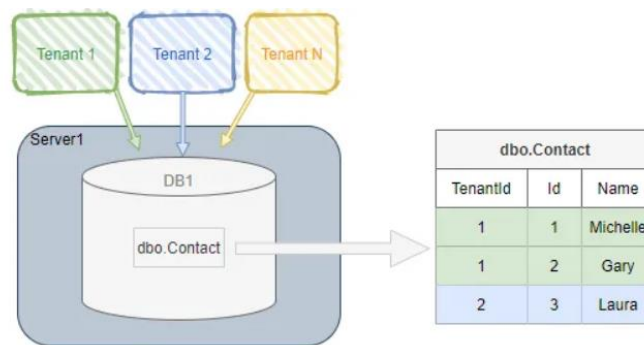 Tenant 1 Tenant 2 Tenant N
Server1
DB1
dbo.Contact
dbo.Contact
TenantId Id Name
1 1 Michelle
1 2 Gary
2 3 Laura